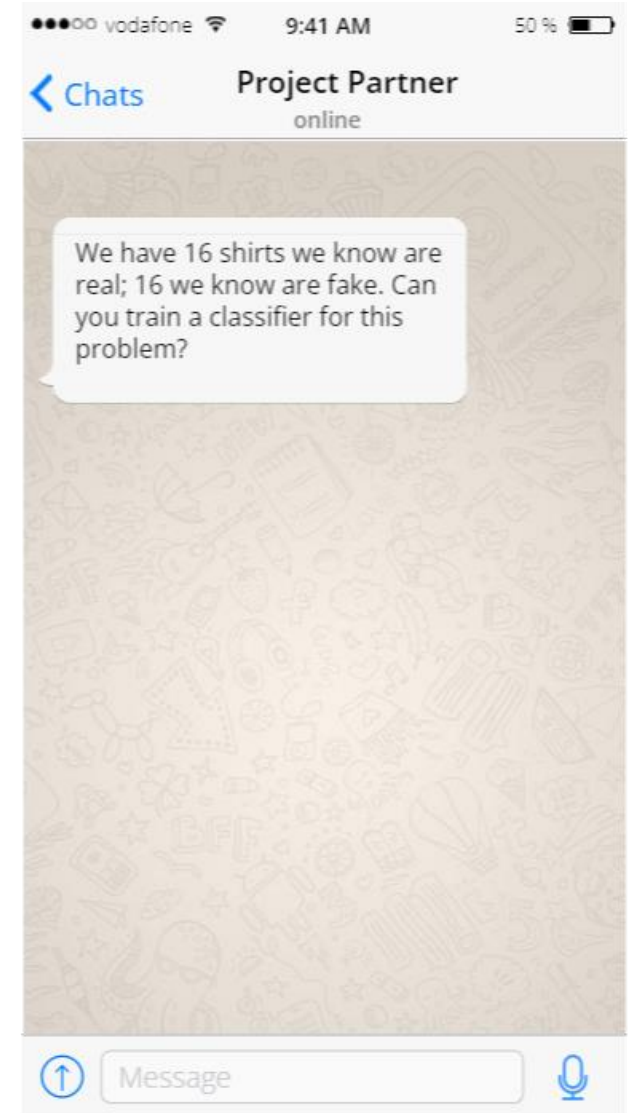 vodafone 9:41 AM 50 %
Chats Project Partner
online
We have 16 shirts we know are
real; 16 we know are fake. Can
you train a classifier for this
problem?
Message